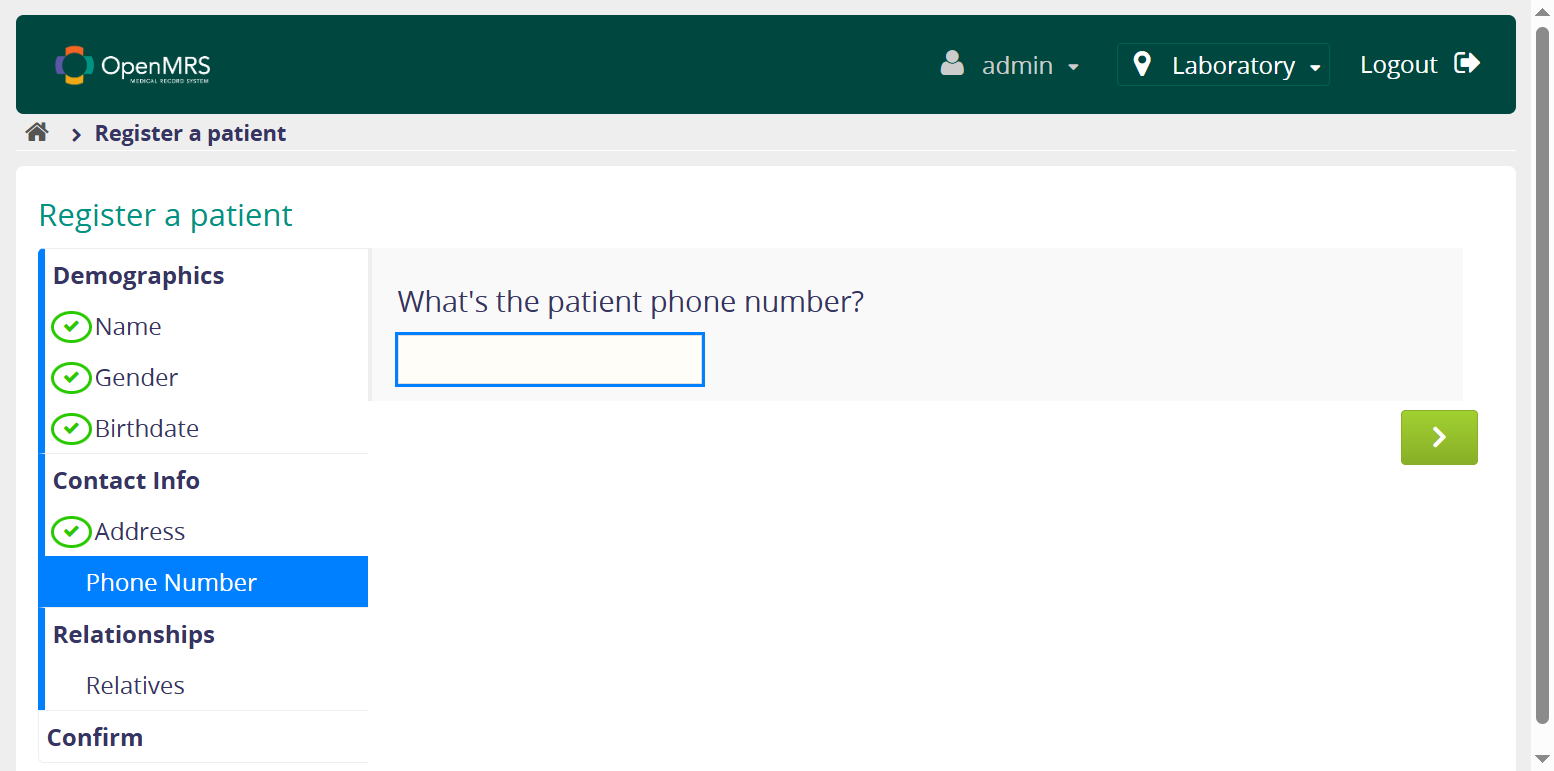 OpenMRS
MEDICAL RECORD SYSTEM
admin
Laboratory
Logout
Register a patient
Register a patient
Demographics
Name
Gender
Birthdate
Contact Info
Address
Phone Number
Relationships
Relatives
Confirm
What's the patient phone number?